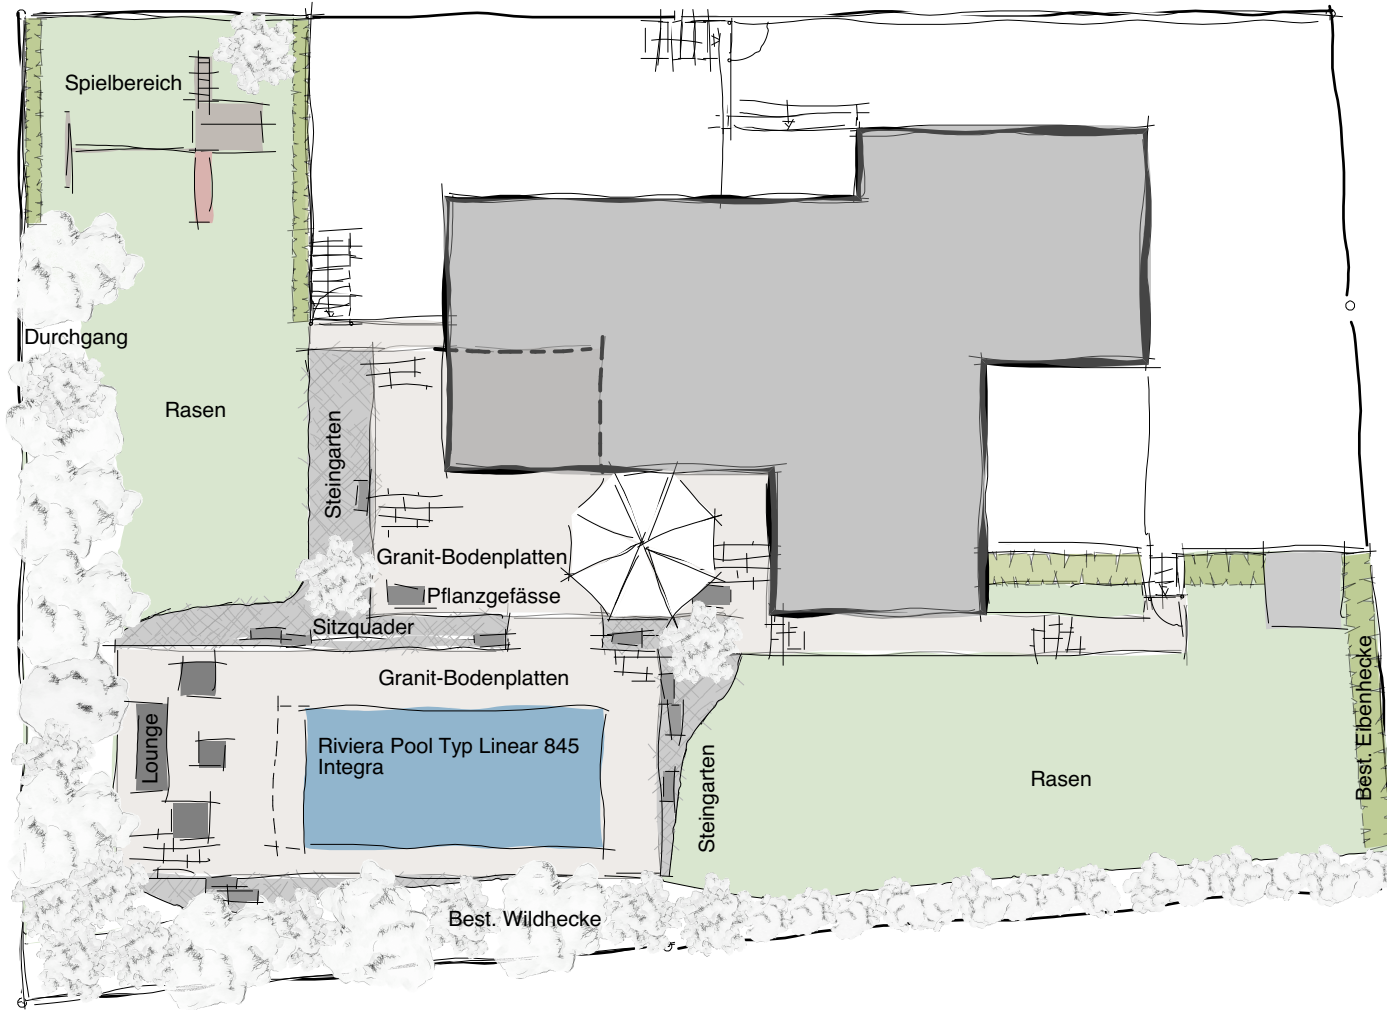 Spielbereich
Durchgang
Rasen
Steingarten
Granit-Bodenplatten
Pflanzgefässe
Sitzquader
Granit-Bodenplatten
Lounge
Riviera Pool Typ Linear 845
Integra
Steingarten
Rasen
Best. Eibenhecke
Best. Wildhecke